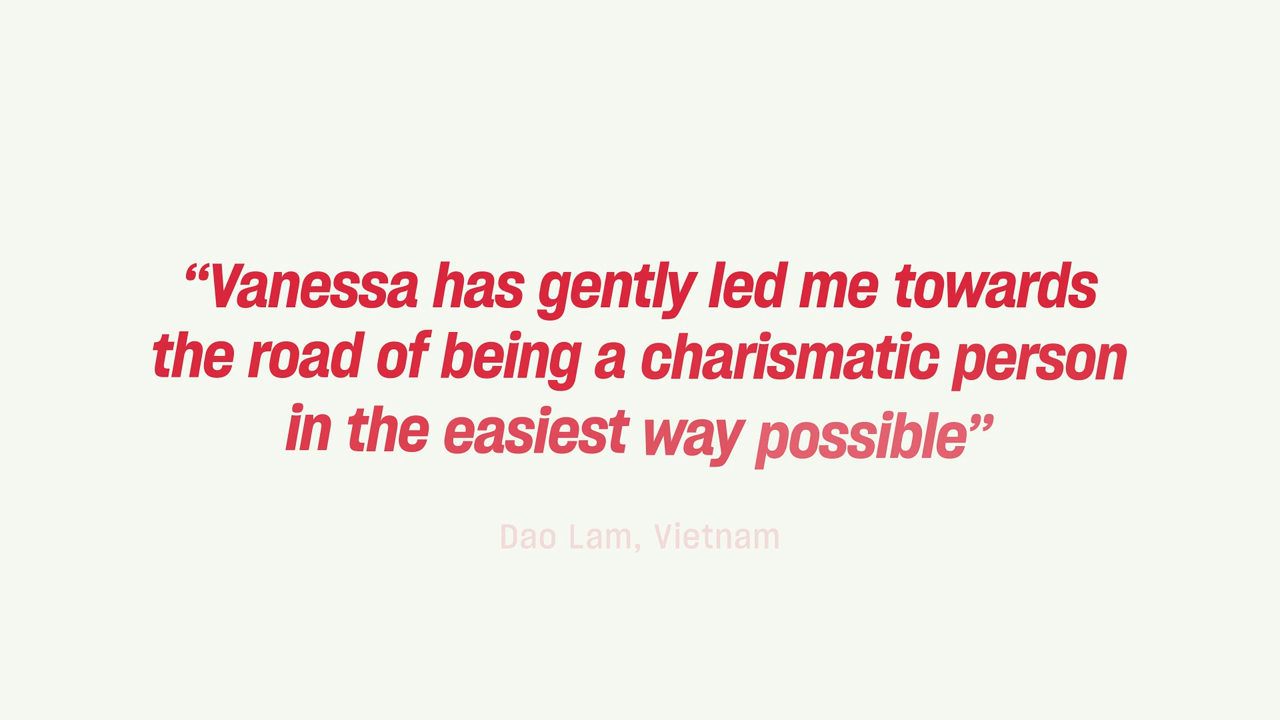 “Vanessa has gently led me towards
the road of being a charismatic person
in the easiest way possible”
Dao Lam, Vietnam